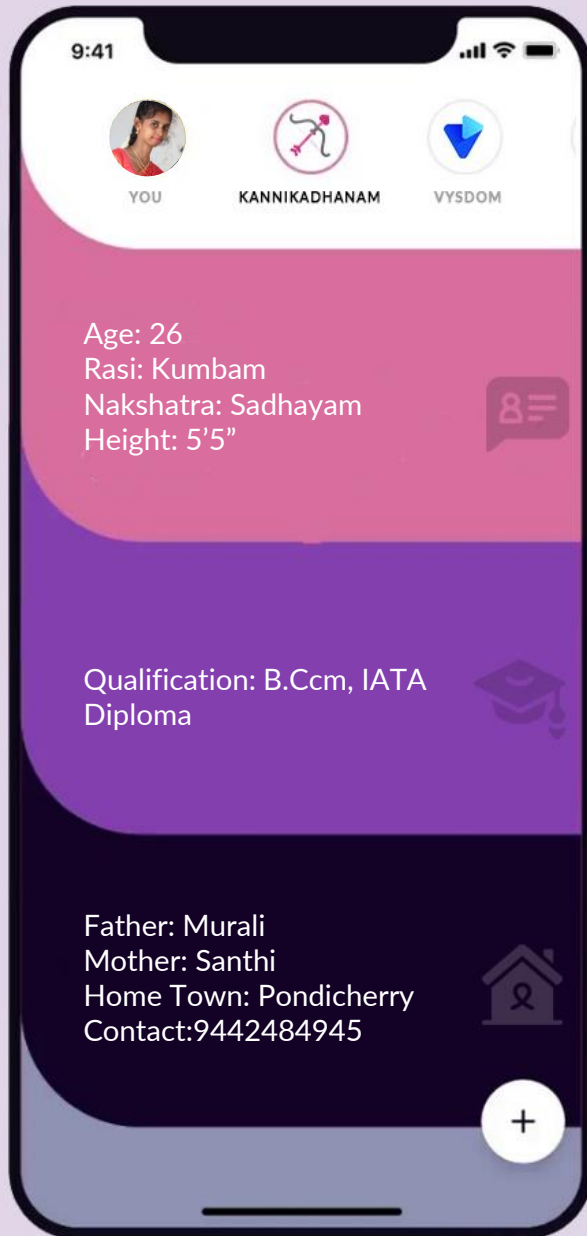 9:41
YOU
KANNIKADHANAM
VYSDOM
Age: 26
Rasi: Kumbam
Nakshatra: Sadhayam
Height: 5’5”
Qualification: B.Ccm, IATA
Diploma
Father: Murali
Mother: Santhi
Home Town: Pondicherry
Contact:9442484945
+